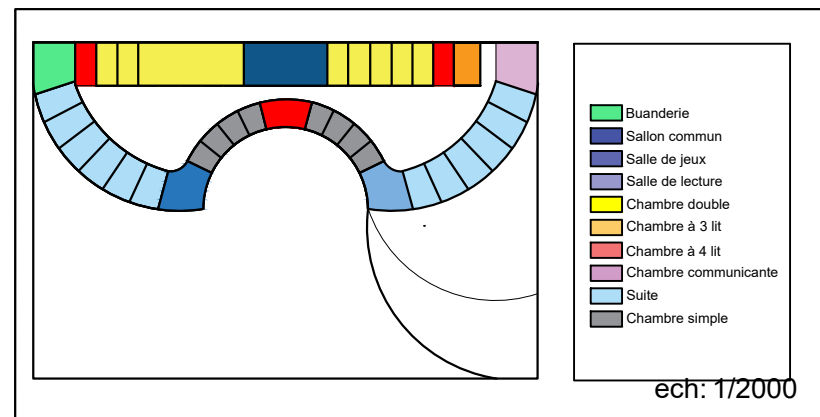 Buanderie
Sallon commun
Salle de jeux
Salle de lecture
Chambre double
Chambre à 3 lit
Chambre à 4 lit
Chambre communicante
Suite
Chambre simple
ech: 1/2000